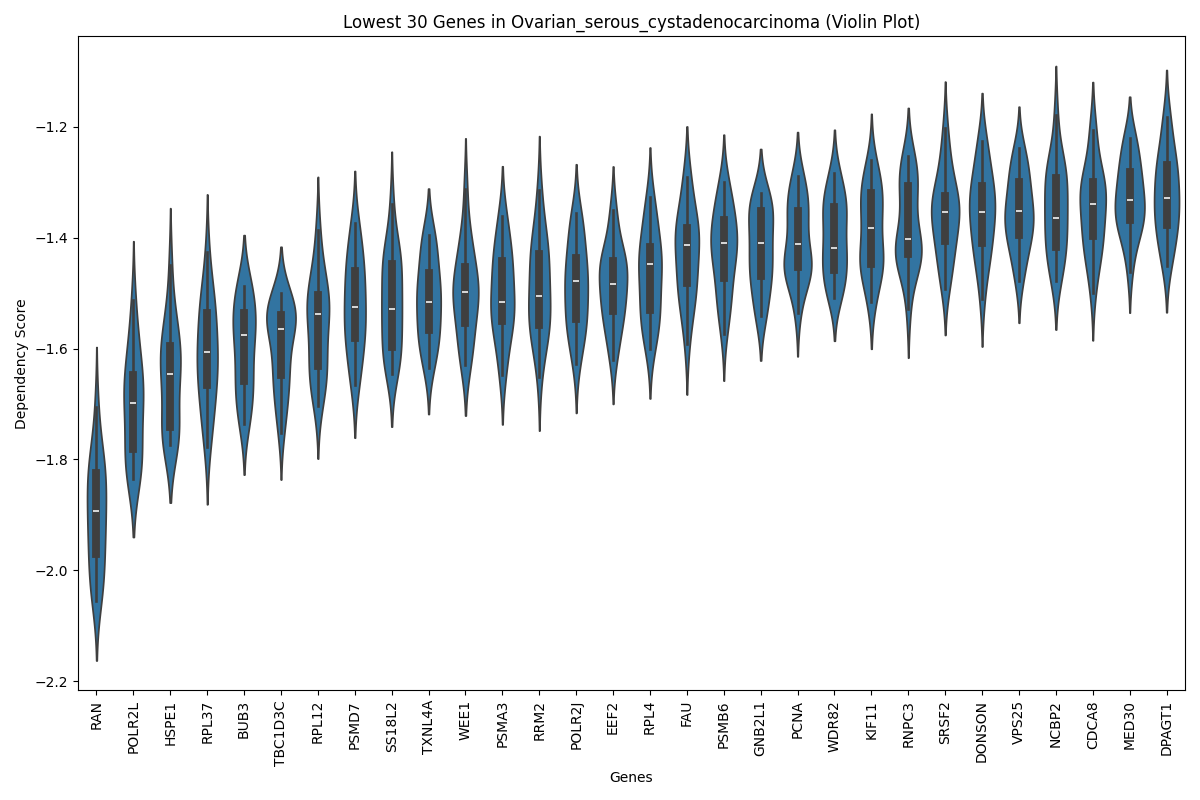 Lowest 30 Genes in Ovarian_serous_cystadenocarcinoma (Violin Plot)
Dependency Score
−1.2
−1.4
−1.6
−1.8
−2.0
−2.2
RAN
POLR2L
HSPE1
RPL37
BUB3
TBC1D3C
RPL12
PSMD7
SS18L2
TXNL4A
WEE1
PSMA3
RRM2
POLR2J
EEF2
RPL4
FAU
PSMB6
GNB2L1
PCNA
WDR82
KIF11
RNPC3
SRSF2
DONSON
VPS25
NCBP2
CDCA8
MED30
DPAGT1
Genes